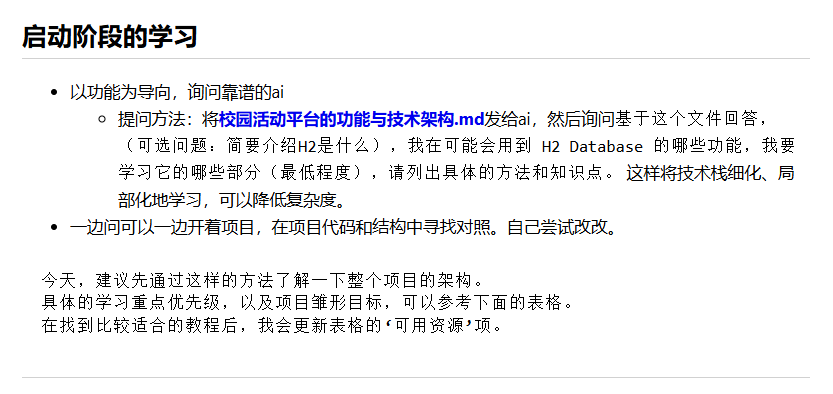 启动阶段的学习
以功能为导向，询问靠谱的ai
提问方法：将校园活动平台的功能与技术架构.md发给ai，然后询问基于这个文件回答，
（可选问题：简要介绍H2是什么），我在可能会用到 H2 Database 的哪些功能，我要
学习它的哪些部分（最低程度），请列出具体的方法和知识点。 这样将技术栈细化、局
部化地学习，可以降低复杂度。
一边问可以一边开着项目，在项目代码和结构中寻找对照。自己尝试改改。
今天，建议先通过这样的方法了解一下整个项目的架构。
具体的学习重点优先级，以及项目雏形目标，可以参考下面的表格。
在找到比较适合的教程后，我会更新表格的‘可用资源’项。